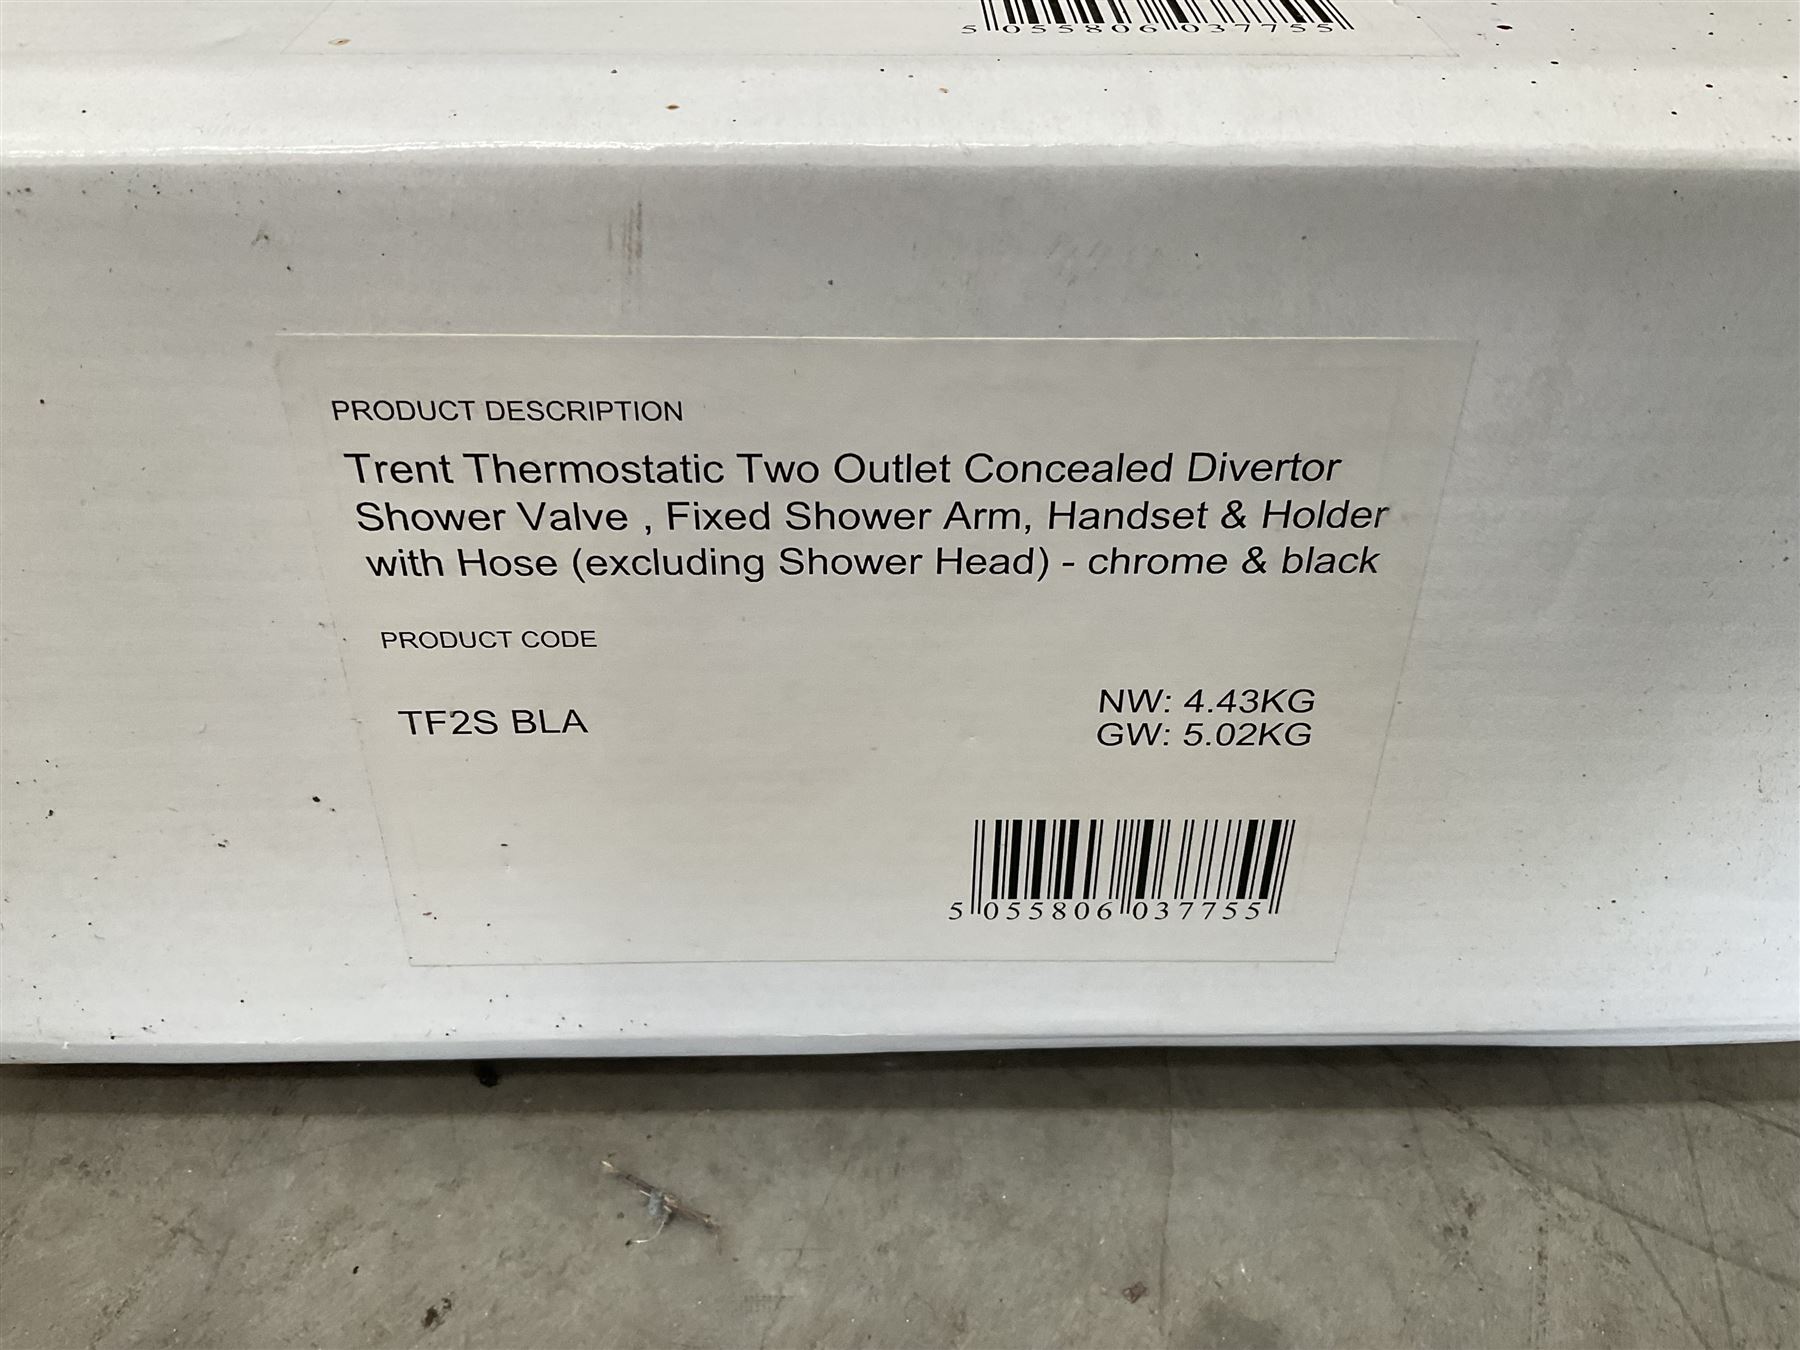 5 055806 037755
PRODUCT DESCRIPTION
Trent Thermostatic Two Outlet Concealed Divertor
Shower Valve , Fixed Shower Arm, Handset & Holder
with Hose (excluding Shower Head) - chrome & black
PRODUCT CODE
TF2S BLA
NW: 4.43KG
GW: 5.02KG
5 055806 037755